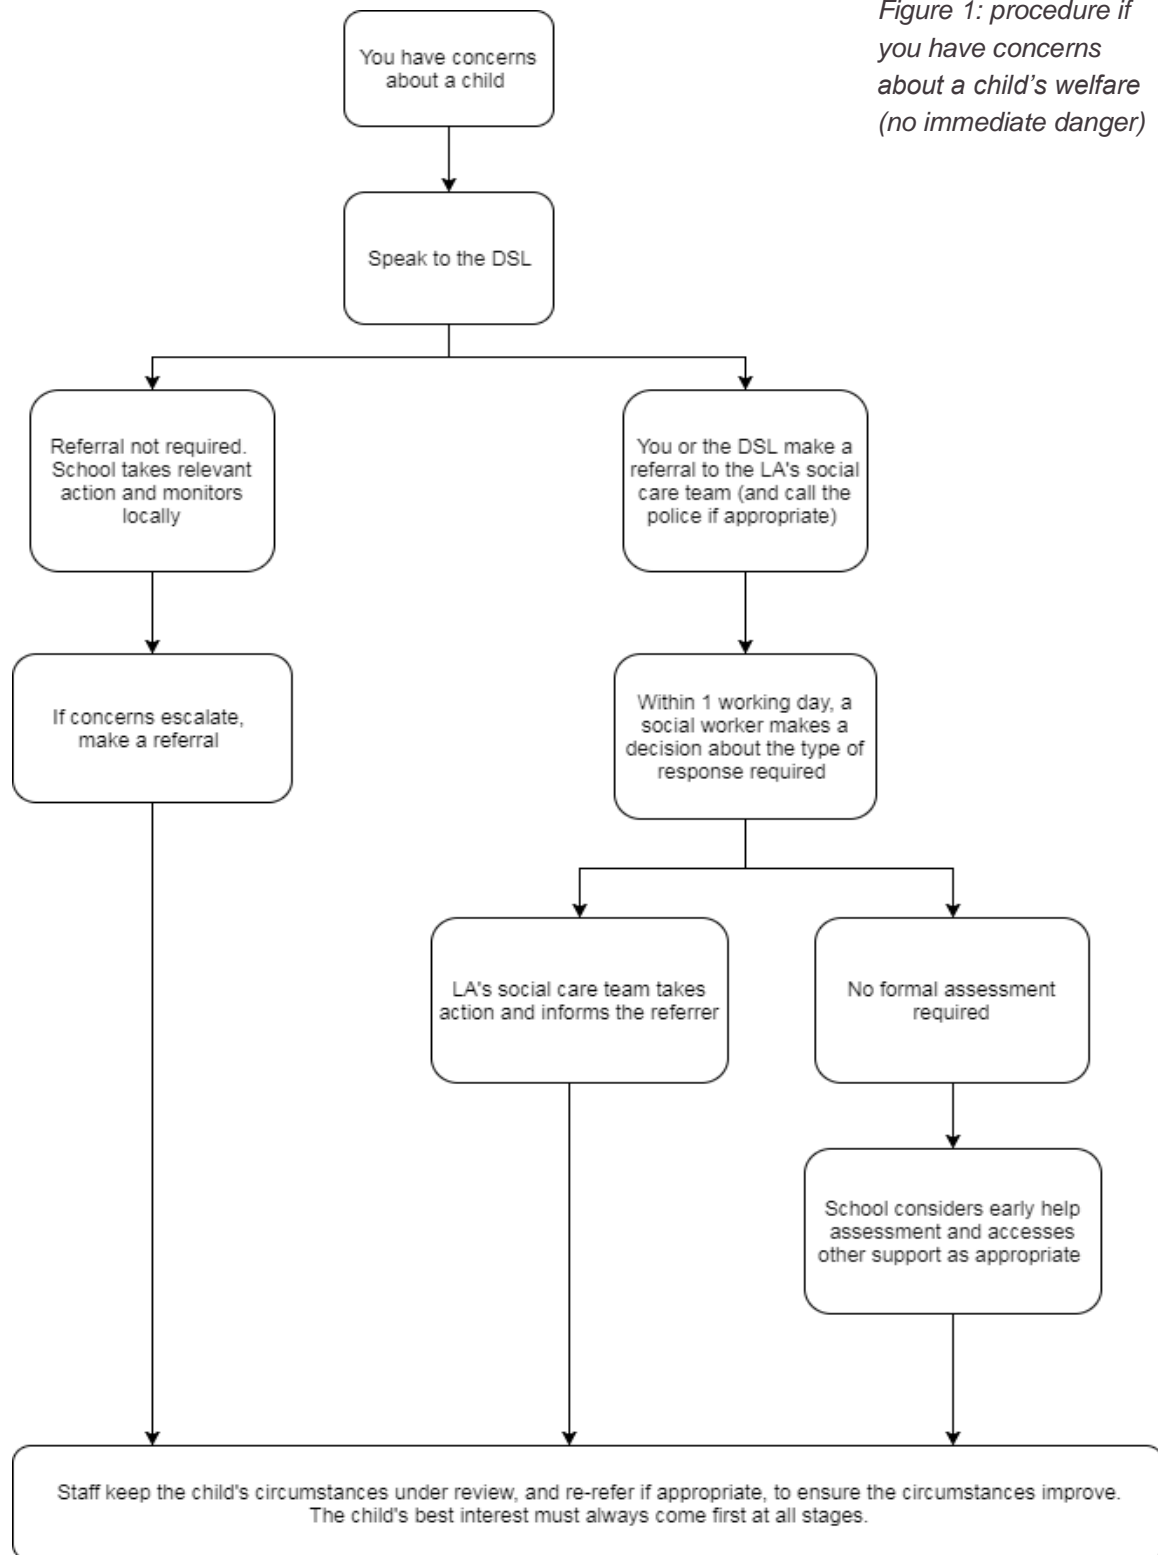 Figure 1: procedure if
you have concerns
about a child’s welfare
(no immediate danger)
You have concerns
about a child
Speak to the DSL
Referral not required.
School takes relevant
action and monitors
locally
You or the DSL make a
referral to the LA's social
care team (and call the
police if appropriate)
If concerns escalate,
make a referral
Within 1 working day, a
social worker makes a
decision about the type of
response required
LA's social care team takes
action and informs the referrer
No formal assessment
required
School considers early help
assessment and accesses
other support as appropriate
Staff keep the child's circumstances under review, and re-refer if appropriate, to ensure the circumstances improve.
The child's best interest must always come first at all stages.